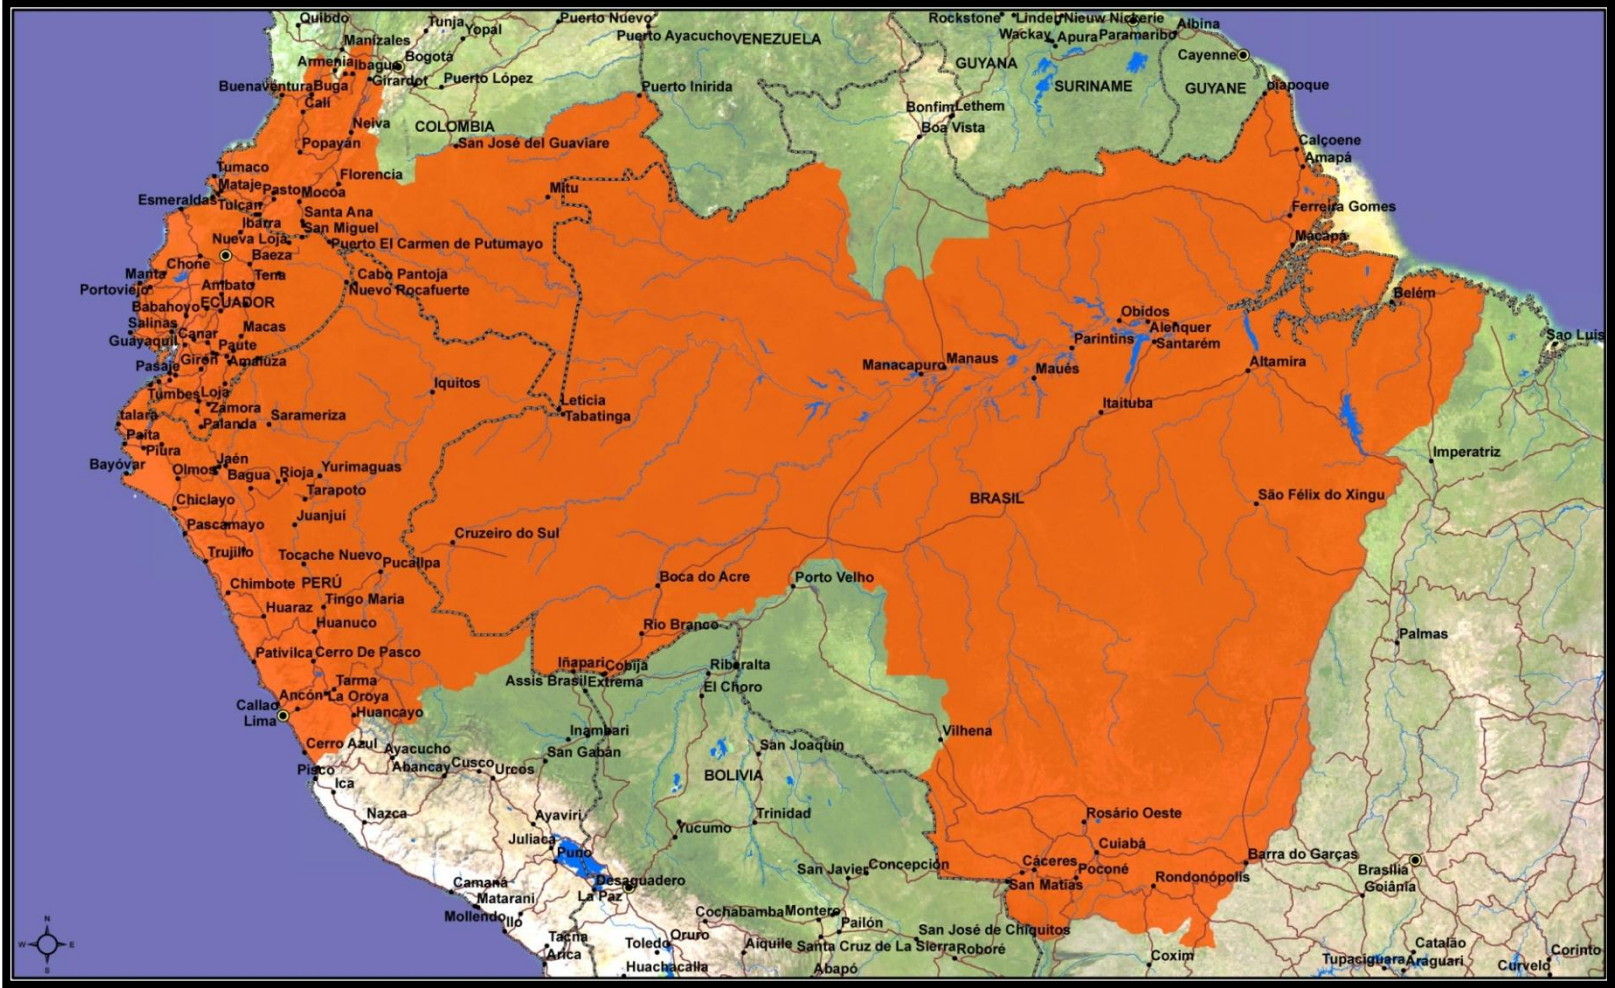 Quibdo
Tunja
Yopal
Puerto Nuevo
Rockstone
Linden
Nieuw Nickerie
Albina
Manizales
Puerto Ayacucho
VENEZUELA
Wackay
Apura
Paramaribo
Armenia
Ibague
Bogotá
Cayenne
Girardot
Puerto López
GUYANA
Buenaventura
Buga
Puerto Inirida
SURINAME
GUYANE
oiapoque
Cali
Bonfim
Lethem
Neiva
COLOMBIA
Boa Vista
Popayán
San José del Guaviare
Calçoene
Amapá
Tumaco
Florencia
Mataje
Pasto
Mocoa
Mitu
Esmeraldas
Tulcan
Santa Ana
Ferreira Gomes
Ibarra
San Miguel
Nueva Loja
Puerto El Carmen de Putumayo
Macapá
Chone
Baeza
Manta
Tena
Cabo Pantoja
Portoviejo
Ambato
Nuevo Rocafuerte
Belém
Babahoyo
ECUADOR
Salinas
Macas
Obidos
Guayaquil
Canar
Paute
Alenquer
Sao Luis
Giron
Amaluza
Parintins
Santarém
Pasaje
Manacapuro
Manaus
Maués
Altamira
Tumbes
Loja
Iquitos
Zamora
Leticia
Itaituba
talara
Palanda
Sarameriza
Tabatinga
Paita
Piura
Bayóvar
Jaén
Imperatriz
Olmos
Bagua
Rioja
Yurimaguas
Chiclayo
Tarapoto
BRASIL
São Félix do Xingu
Pascamayo
Juanjuí
Cruzeiro do Sul
Trujillo
Tocache Nuevo
Pucallpa
Chimbote
PERÚ
Boca do Acre
Porto Velho
Huaraz
Tingo María
Huanuco
Rio Branco
Palmas
Pativilca
Cerro De Pasco
Iñapari
Cobija
Riberalta
Assis Brasil
Extrema
El Choro
Tarma
Callao
Ancón
La Oroya
Lima
Huancayo
Inambari
Vilhena
Cerro Azul
Ayacucho
San Gabán
San Joaquín
Pisco
Abancay
Cusco
Urcos
BOLIVIA
Ica
Nazca
Ayaviri
Trinidad
Rosário Oeste
Juliaca
Yucumo
Cuiabá
Puno
Cáceres
Barra do Garças
San Javier
Concepción
Poconé
Brasília
Camaná
Desaguadero
San Matías
Rondonópolis
Goiânia
Matarani
La Paz
Mollendo
Ilo
Cochabamba
Montero
Pailón
San José de Chiquitos
Tacna
Toledo
Oruro
Aiquile
Santa Cruz de La Sierra
Roboré
Catalão
Arica
Coxim
Tupaciguara
Araguari
Corinto
Huachacalla
Abapó
Curvelo
N
W
E
S